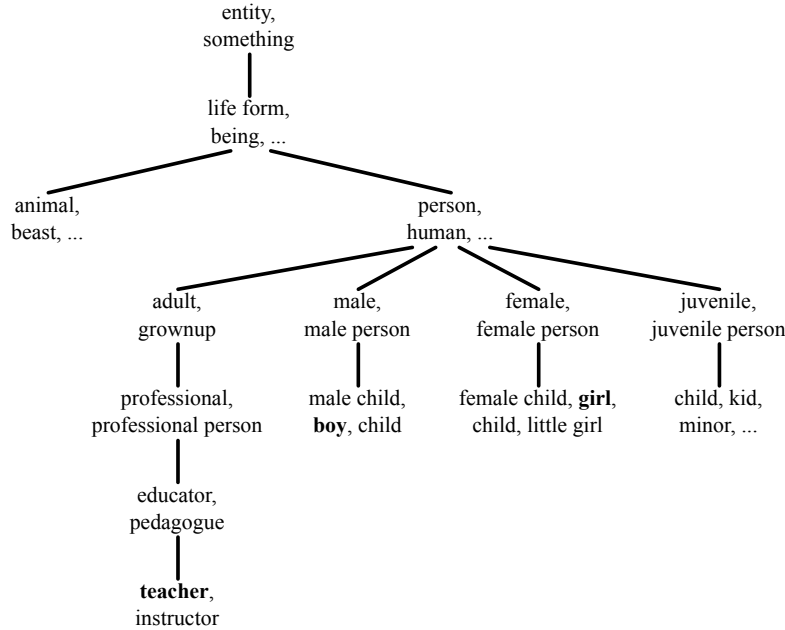 entity,
something
life form,
being, ...
animal,
beast, ...
person,
human, ...
adult,
grownup
male,
male person
female,
female person
juvenile,
juvenile person
professional,
professional person
male child,
boy, child
female child, girl,
child, little girl
child, kid,
minor, ...
educator,
pedagogue
teacher,
instructor